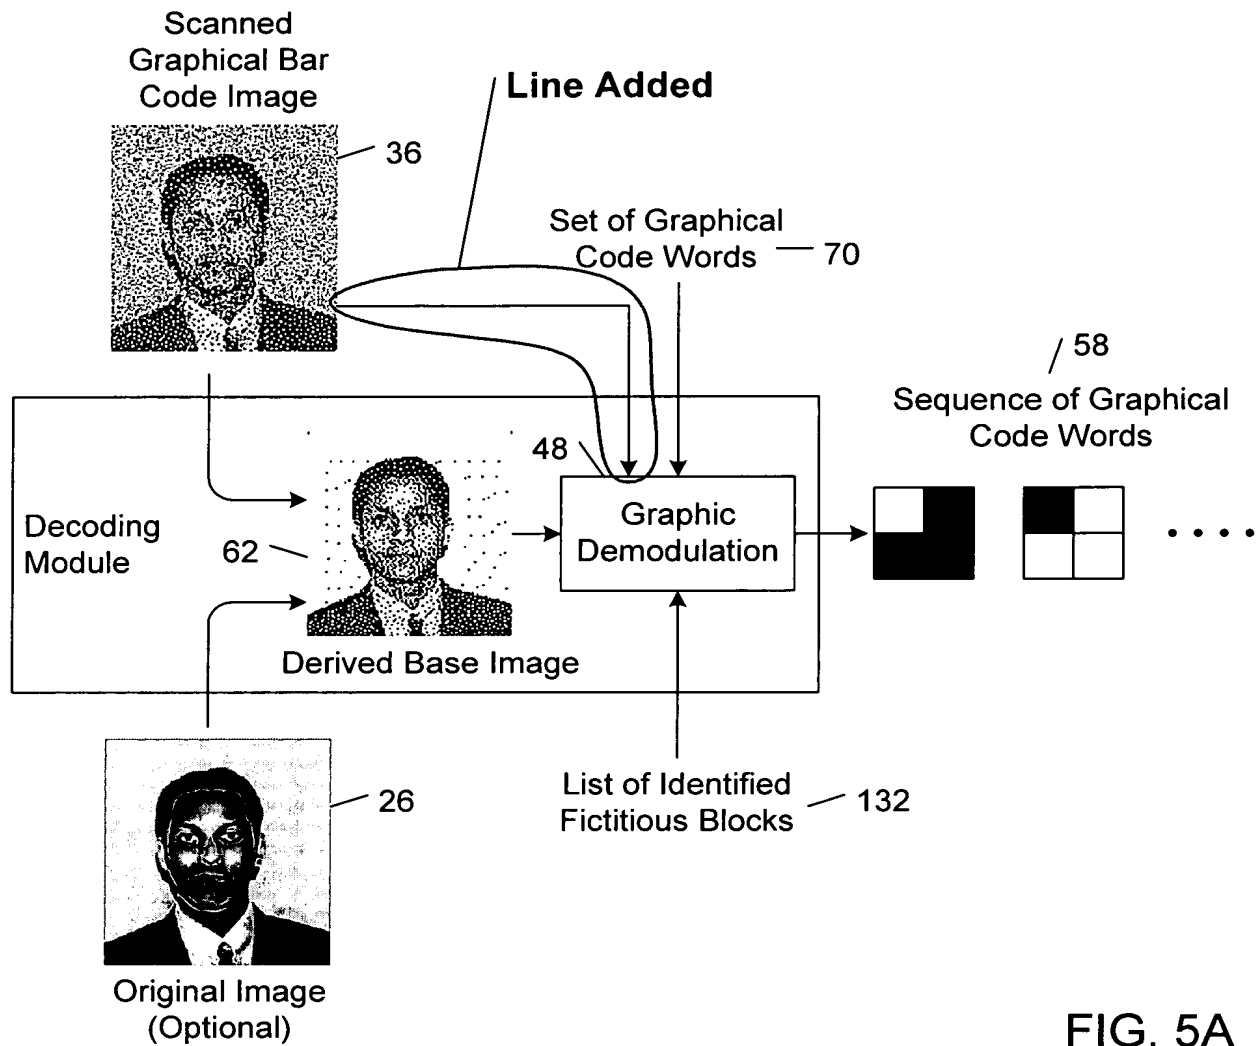 Scanned
Graphical Bar
Code Image
36
Line Added
Set of Graphical
Code Words
70
58
Sequence of Graphical
Code Words
Decoding
Module
62
48
Graphic
Demodulation
Derived Base Image
List of Identified
Fictitious Blocks
132
26
Original Image
(Optional)
FIG. 5A